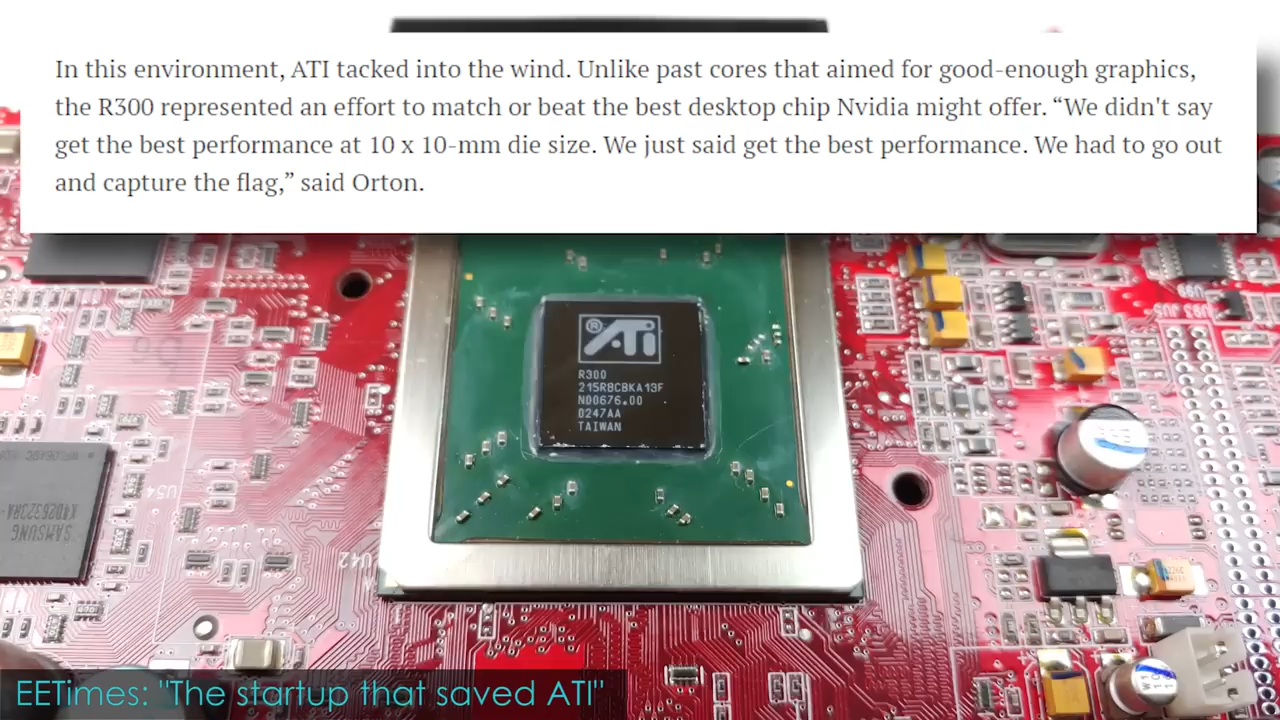 In this environment, ATI tacked into the wind. Unlike past cores that aimed for good-enough graphics,
the R300 represented an effort to match or beat the best desktop chip Nvidia might offer. “We didn't say
get the best performance at 10 x 10-mm die size. We just said get the best performance. We had to go out
and capture the flag,” said Orton.
® ATi
R300
215R8CBKA13F
ND0676.00
0247AA
TAIWAN
U54
SAMSUNG
U42
EETimes: "The startup that saved ATI"